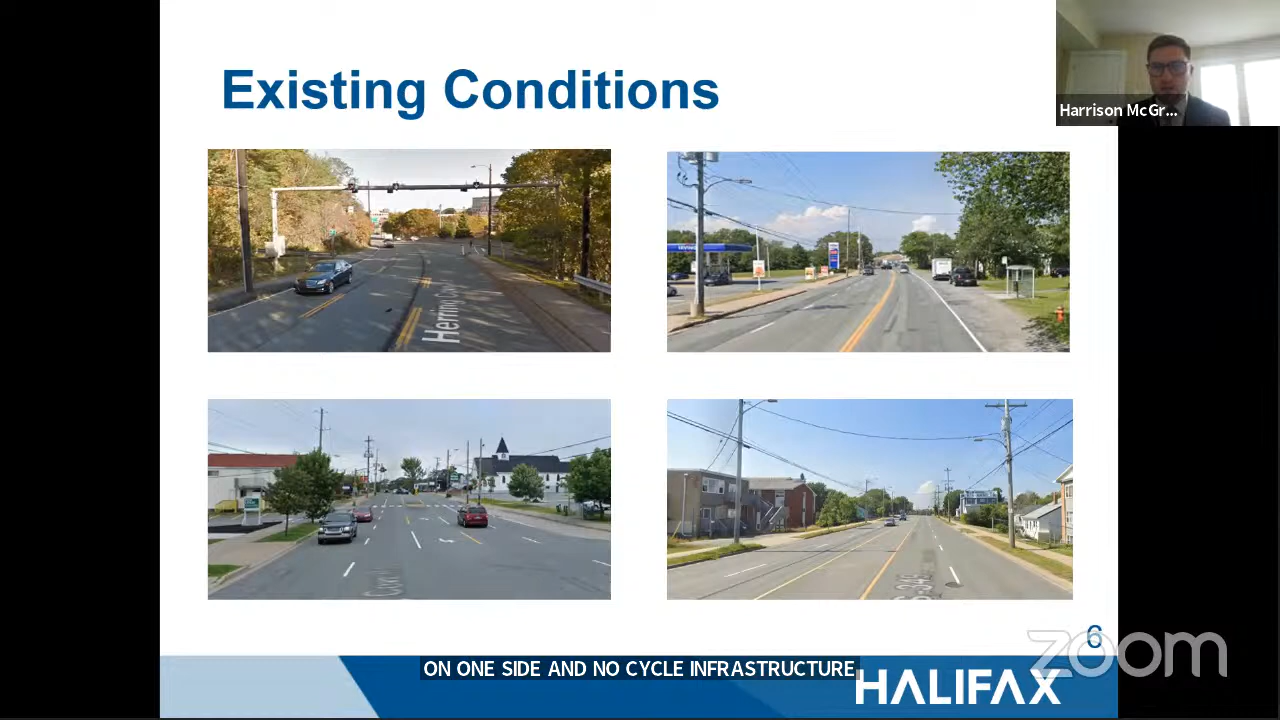 Existing Conditions
Harrison McGr...
Herring
6
zoom
ON ONE SIDE AND NO CYCLE INFRASTRUCTURE
HALIFAX